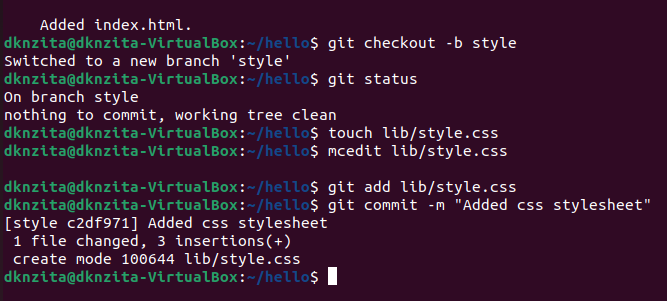 Added index.html.
dknzita@dknzita-VirtualBox:~/hello$ git checkout -b style
Switched to a new branch 'style'
dknzita@dknzita-VirtualBox:~/hello$ git status
On branch style
nothing to commit, working tree clean
dknzita@dknzita-VirtualBox:~/hello$ touch lib/style.css
dknzita@dknzita-VirtualBox:~/hello$ mcedit lib/style.css
dknzita@dknzita-VirtualBox:~/hello$ git add lib/style.css
dknzita@dknzita-VirtualBox:~/hello$ git commit -m "Added css stylesheet"
[style c2df971] Added css stylesheet
1 file changed, 3 insertions(+)
create mode 100644 lib/style.css
dknzita@dknzita-VirtualBox:~/hello$